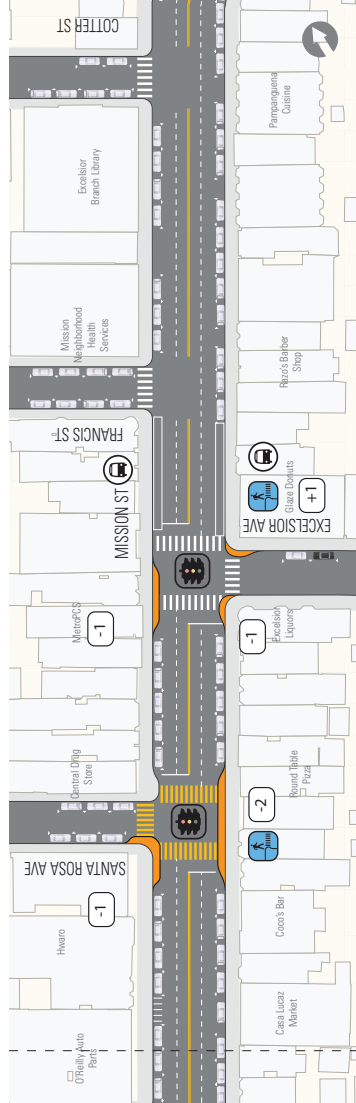 COTTER ST
Excelsior
Branch Library
Pampanguena
Cuisine
Mission
Neighborhood
Health
Services
Razo's Barber
Shop
FRANCIS ST
MISSION ST
Glaze Donuts
+1
EXCELSIOR AVE
MetroPCS
-1
-1
Excelsior
Liquors
Central Drug
Store
-2
Round Table
Pizza
SANTA ROSA AVE
-1
Hwaro
Coco's Bar
Casa Lucaz
Market
O'Reilly Auto
Parts